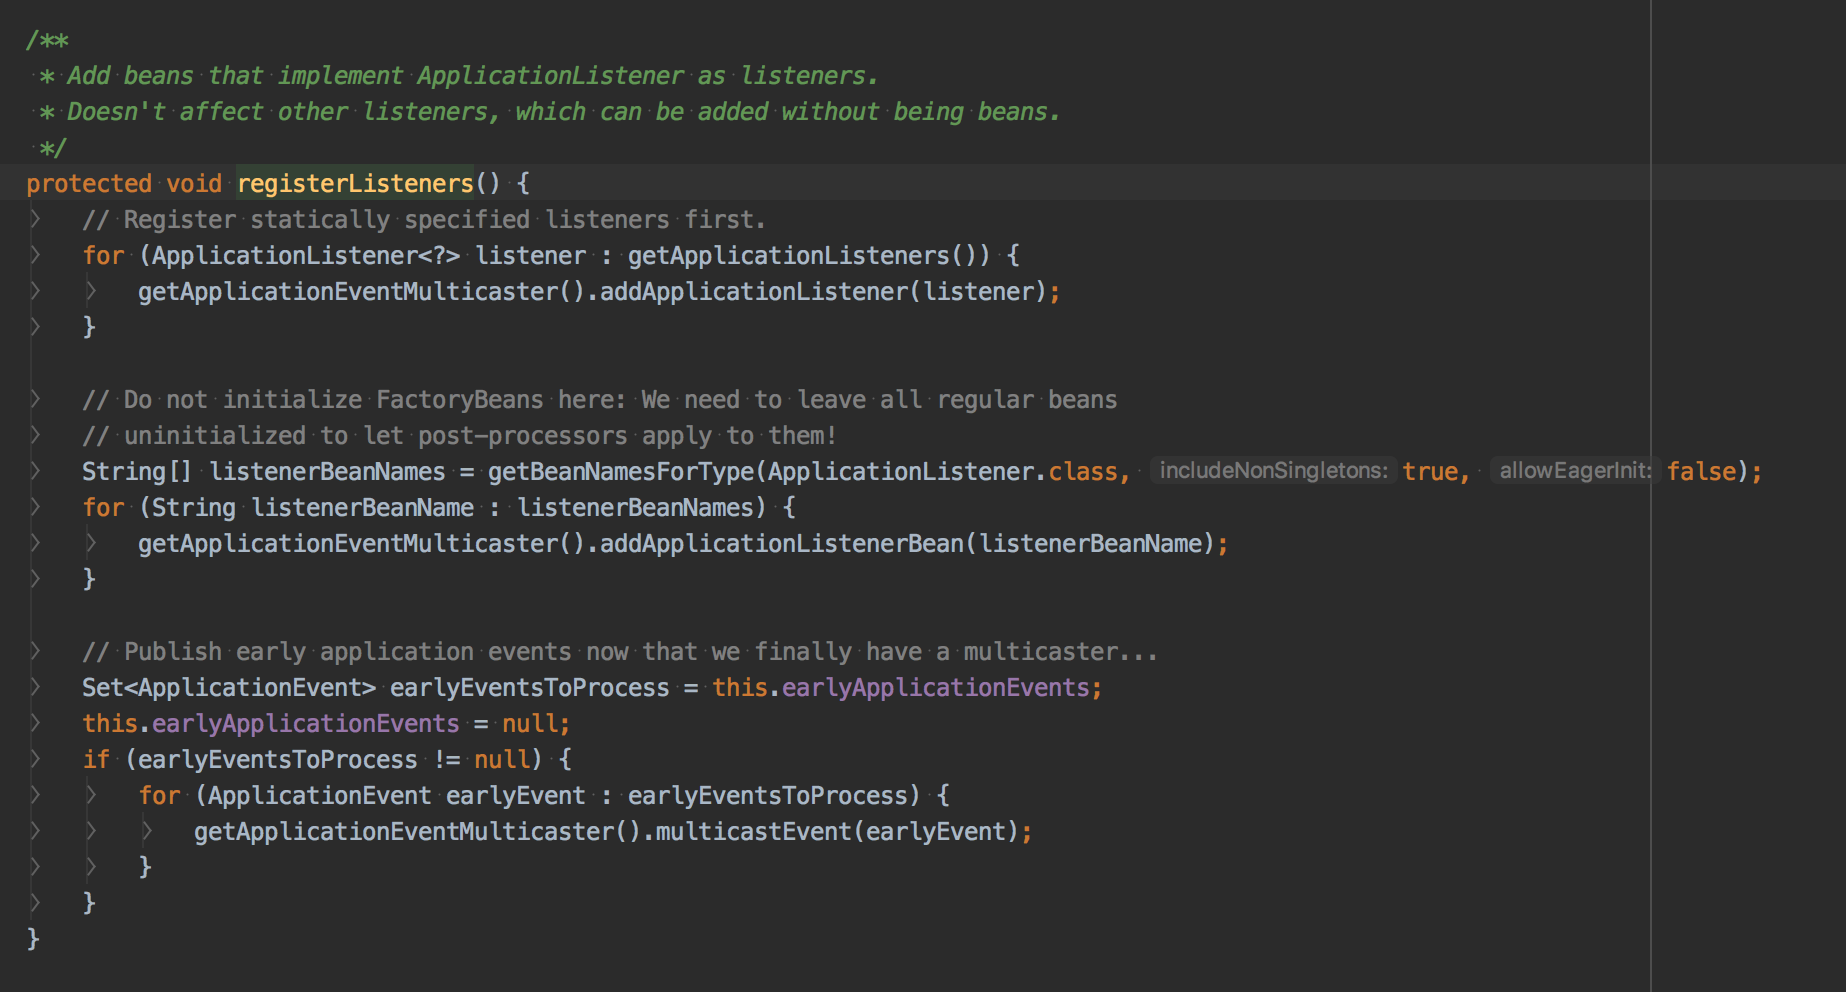 /**
 * Add beans that implement ApplicationListener as listeners.
 * Doesn't affect other listeners, which can be added without being beans.
 */
protected void registerListeners() {
    // Register statically specified listeners first.
    for (ApplicationListener<?> listener : getApplicationListeners()) {
        getApplicationEventMulticaster().addApplicationListener(listener);
    }

    // Do not initialize FactoryBeans here: We need to leave all regular beans
    // uninitialized to let post-processors apply to them!
    String[] listenerBeanNames = getBeanNamesForType(ApplicationListener.class, includeNonSingletons: true, allowEagerInit: false);
    for (String listenerBeanName : listenerBeanNames) {
        getApplicationEventMulticaster().addApplicationListenerBean(listenerBeanName);
    }

    // Publish early application events now that we finally have a multicaster...
    Set<ApplicationEvent> earlyEventsToProcess = this.earlyApplicationEvents;
    this.earlyApplicationEvents = null;
    if (earlyEventsToProcess != null) {
        for (ApplicationEvent earlyEvent : earlyEventsToProcess) {
            getApplicationEventMulticaster().multicastEvent(earlyEvent);
        }
    }
}